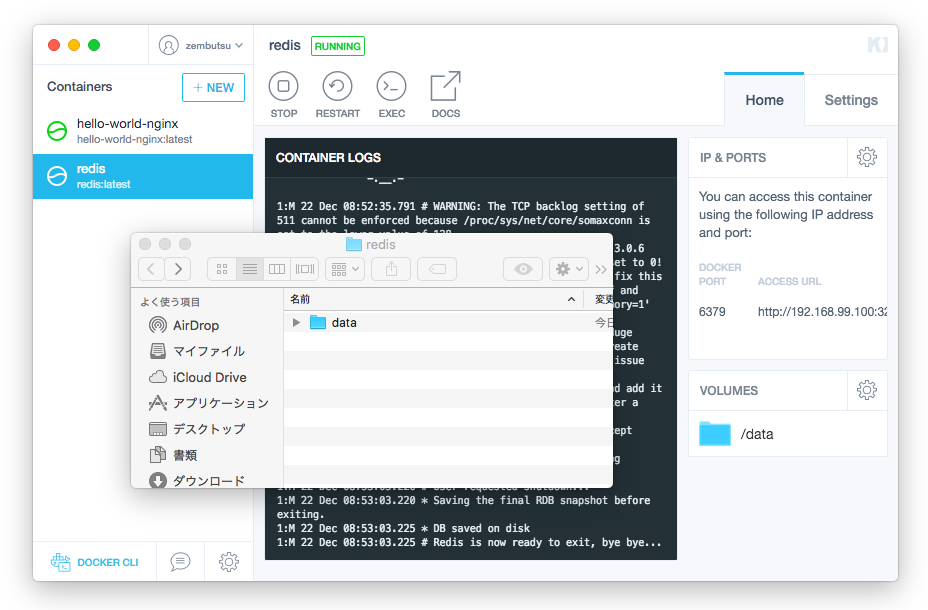 zembutsu
Containers
+ NEW
hello-world-nginx
hello-world-nginx:latest
redis
redis:latest
DOCKER CLI
redis RUNNING
STOP RESTART EXEC DOCS
Home Settings
CONTAINER LOGS
1:M 22 Dec 08:52:35.791 # WARNING: The TCP backlog setting of
511 cannot be enforced because /proc/sys/net/core/somaxconn is
3.0.6
set to 0!
fix this
and
ory=1'
uge
reate
issue
d add it
ter a
cept
ng
1:M 22 Dec 08:53:03.220 * Saving the final RDB snapshot before
exiting.
1:M 22 Dec 08:53:03.225 * DB saved on disk
1:M 22 Dec 08:53:03.225 # Redis is now ready to exit, bye bye...
redis
よく使う項目
AirDrop
マイファイル
iCloud Drive
アプリケーション
デスクトップ
書類
ダウンロード
名前 変更
data 今日
IP & PORTS
You can access this container
using the following IP address
and port:
DOCKER
PORT ACCESS URL
6379 http://192.168.99.100:32
VOLUMES
/data